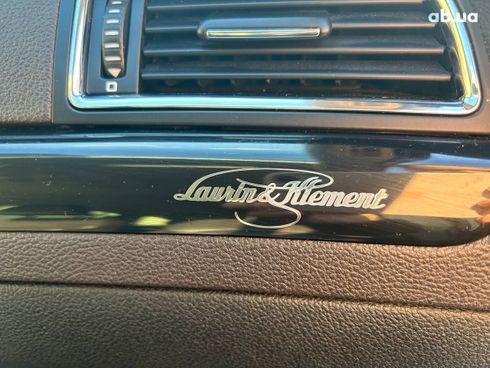 ab.ua
Laurin & Klement